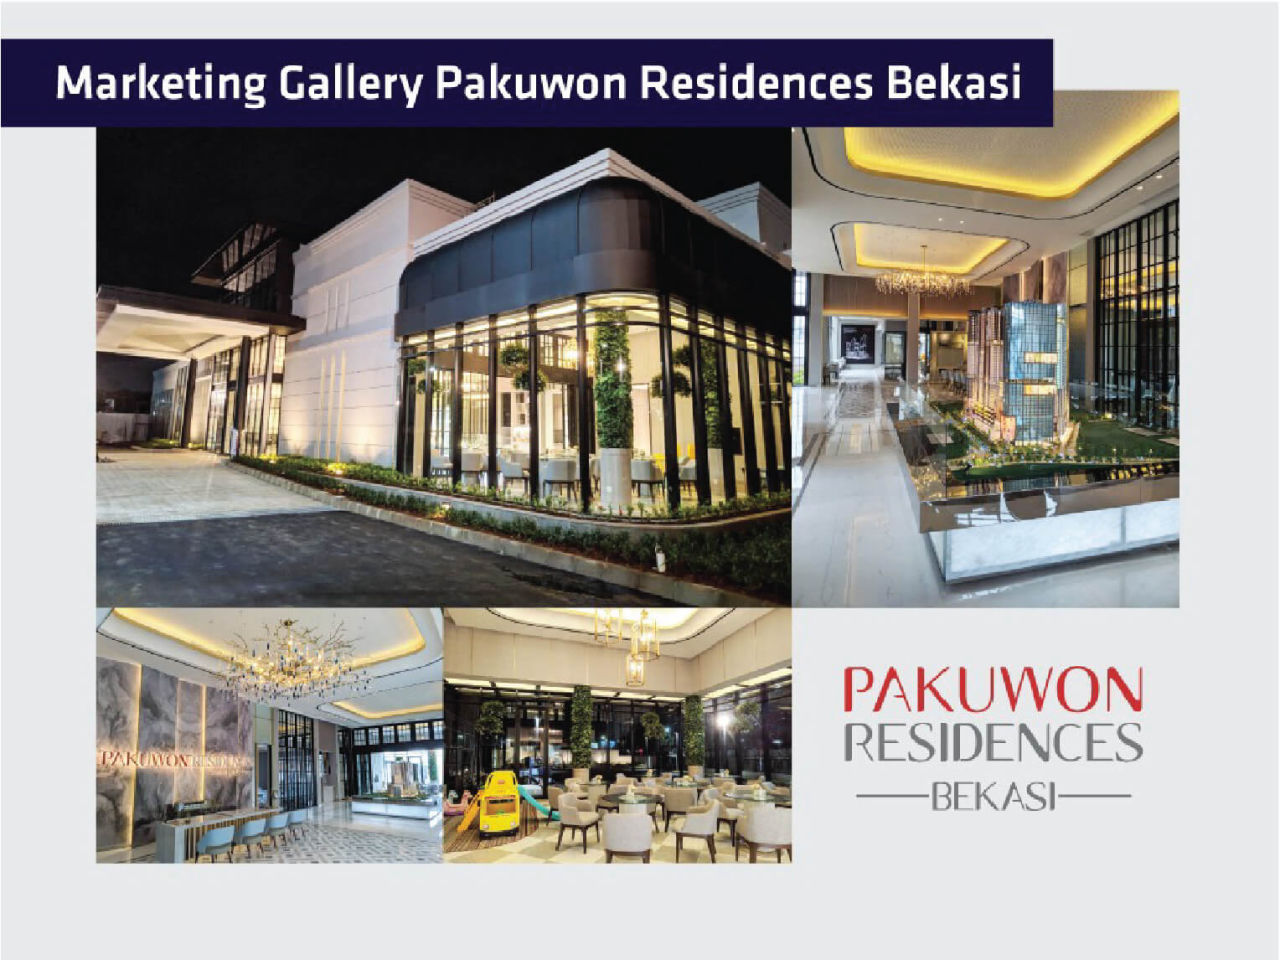 Marketing Gallery Pakuwon Residences Bekasi
PAKUWON RESIDENCES
PAKUWON
RESIDENCES
BEKASI